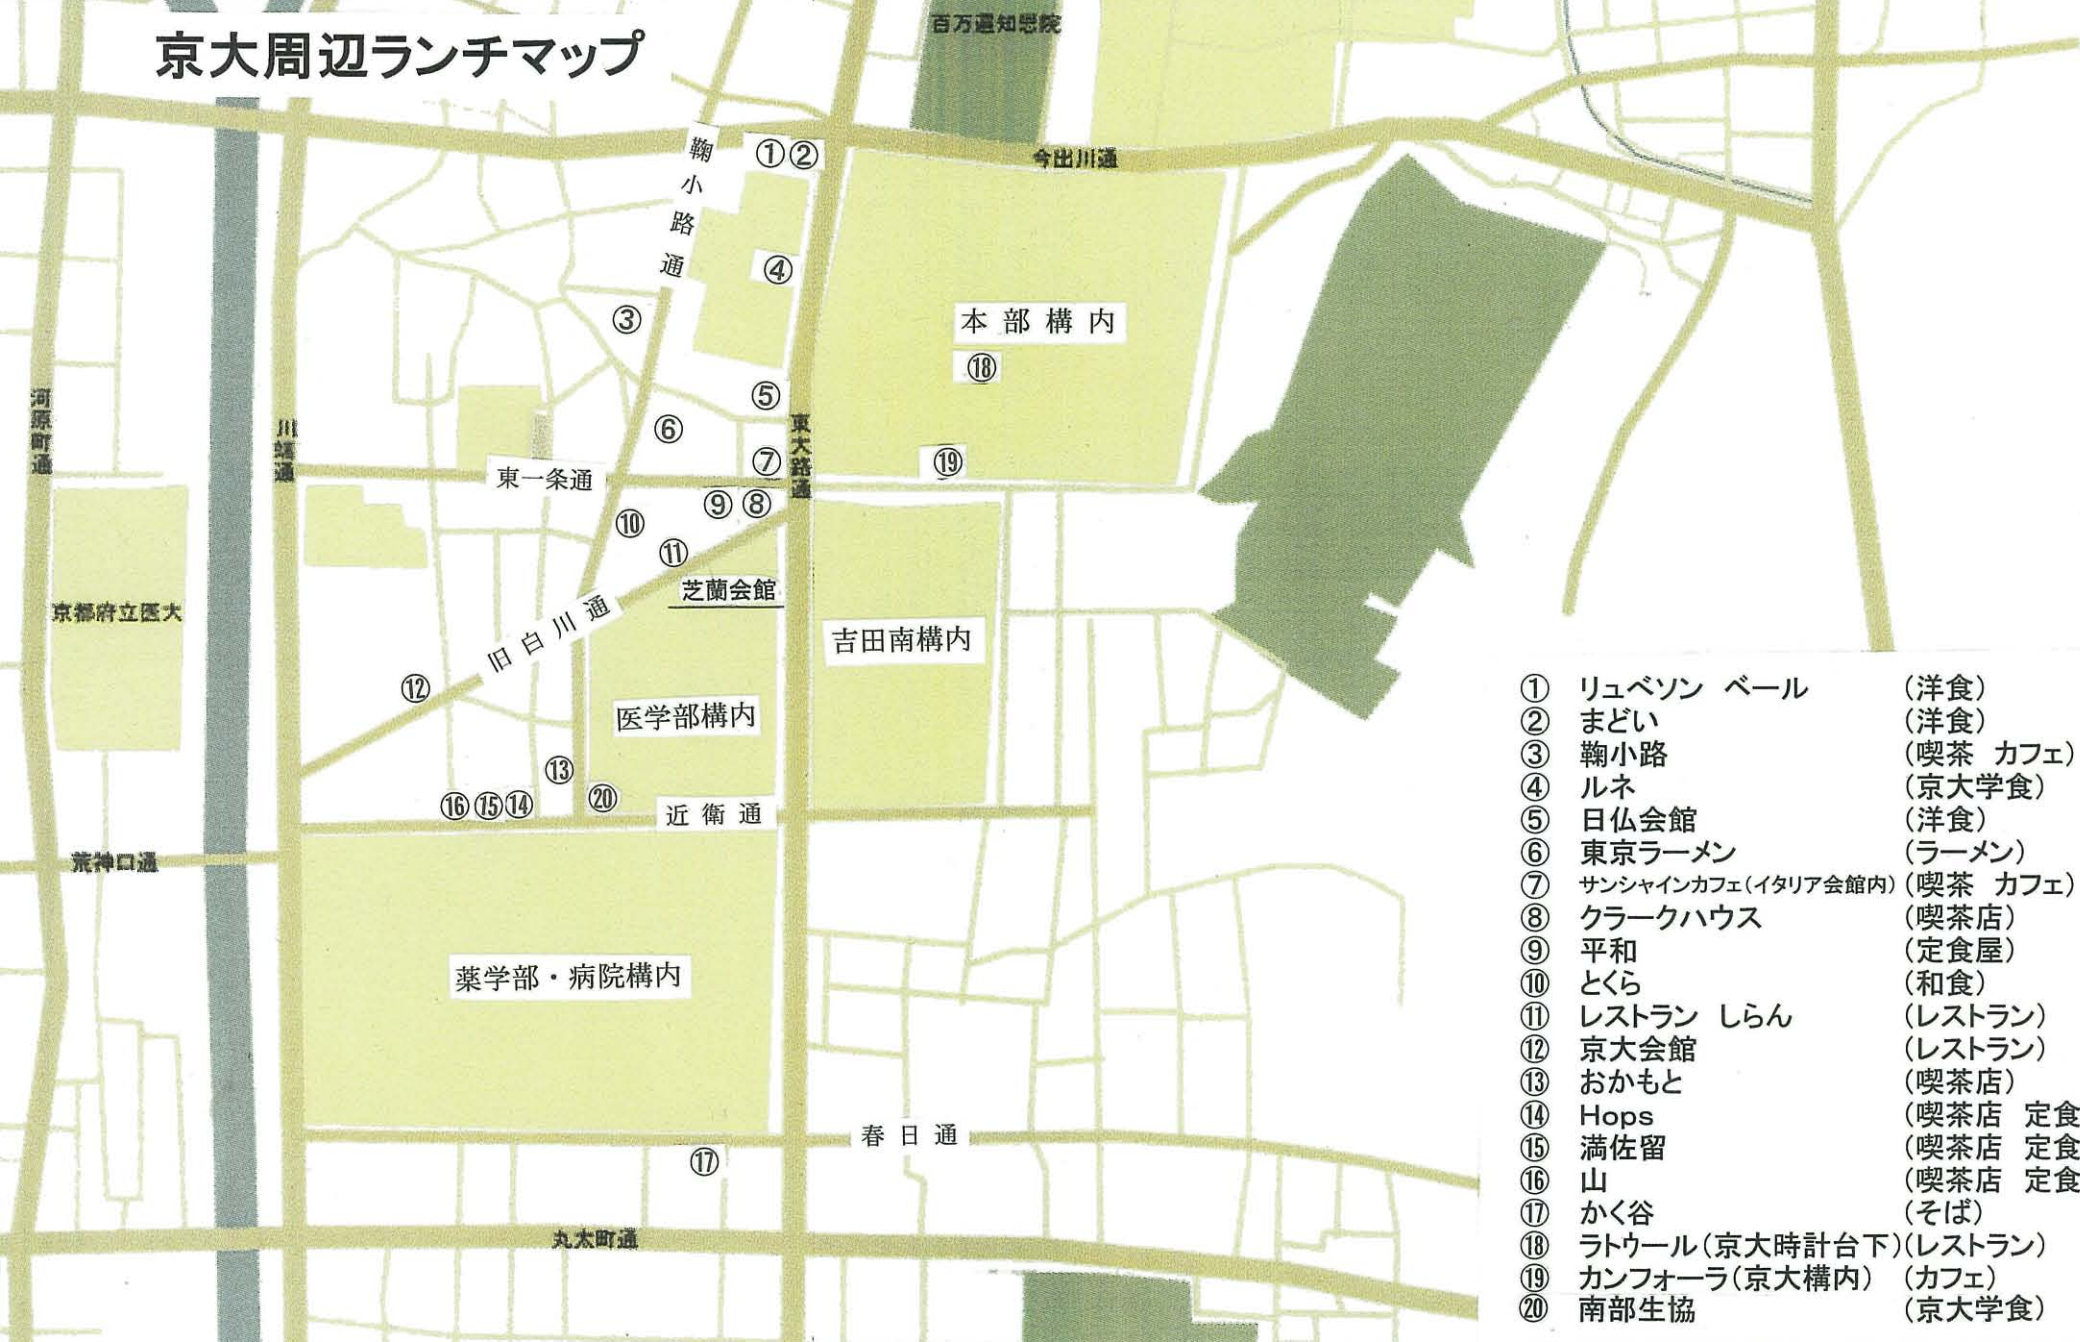 京大周辺ランチマップ
百万遍知恩院
今出川通
鞠小路通
①②
④
③
本部構内
⑱
⑤
⑥
⑦
⑲
河原町通
川端通
東大路通
東一条通
⑨⑧
⑩
⑪
芝蘭会館
京都府立医大
旧白川通
吉田南構内
⑫
医学部構内
⑬
⑯⑮⑭
⑳
近衛通
荒神口通
薬学部・病院構内
春日通
⑰
丸太町通
① リュベソン ベール (洋食)
② まどい (洋食)
③ 鞠小路 (喫茶 カフェ)
④ ルネ (京大学食)
⑤ 日仏会館 (洋食)
⑥ 東京ラーメン (ラーメン)
⑦ サンシャインカフェ(イタリア会館内) (喫茶 カフェ)
⑧ クラークハウス (喫茶店)
⑨ 平和 (定食屋)
⑩ とくら (和食)
⑪ レストラン しらん (レストラン)
⑫ 京大会館 (レストラン)
⑬ おかもと (喫茶店)
⑭ Hops (喫茶店 定食
⑮ 満佐留 (喫茶店 定食
⑯ 山 (喫茶店 定食
⑰ かく谷 (そば)
⑱ ラトゥール(京大時計台下) (レストラン)
⑲ カンフォーラ(京大構内) (カフェ)
⑳ 南部生協 (京大学食)